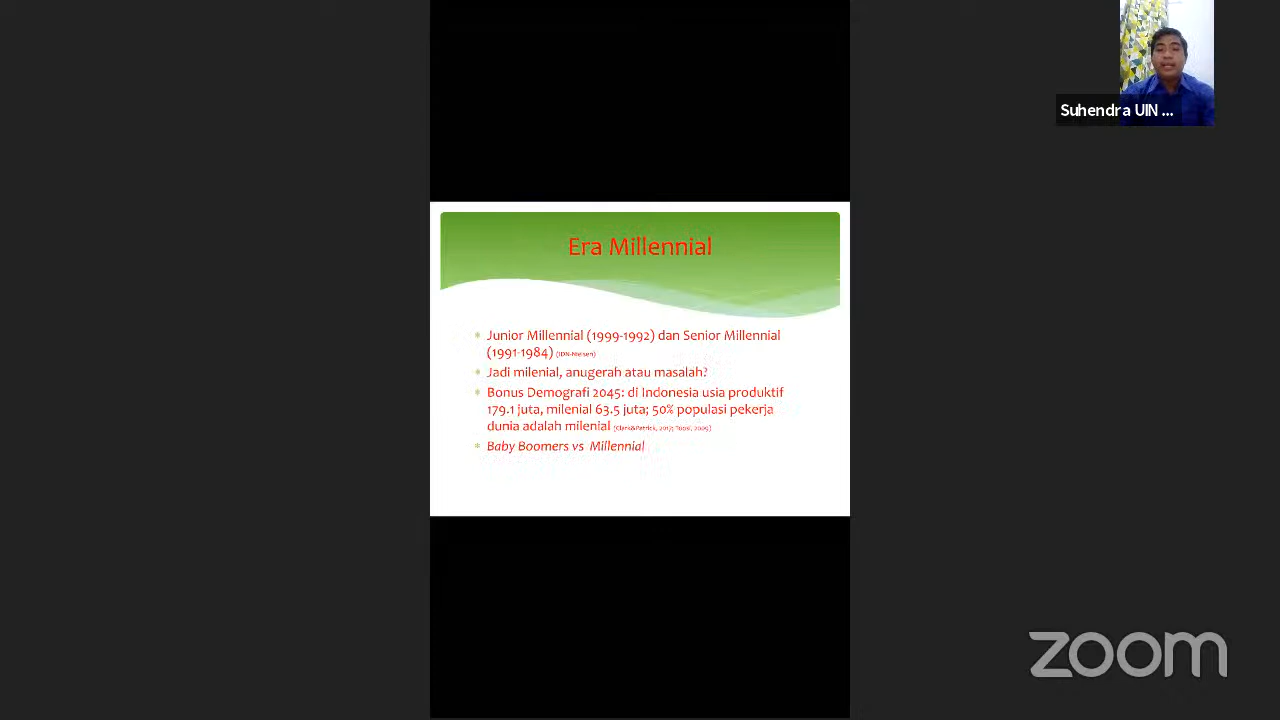 Suhendra UIN ...
Era Millennial
Junior Millennial (1999-1992) dan Senior Millennial
(1991-1984) (IDN-Nielsen)
Jadi milenial, anugerah atau masalah?
Bonus Demografi 2045: di Indonesia usia produktif
179.1 juta, milenial 63.5 juta; 50% populasi pekerja
dunia adalah milenial
Baby Boomers vs Millennial
zoom